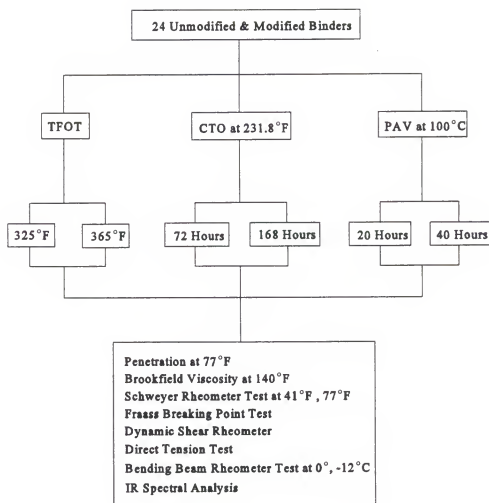 24 Unmodified & Modified Binders
TFOT
CTO at 231.8°F
PAV at 100°C
325°F
365°F
72 Hours
168 Hours
20 Hours
40 Hours
Penetration at 77°F
Brookfield Viscosity at 140°F
Schweyer Rheometer Test at 41°F , 77°F
Fraass Breaking Point Test
Dynamic Shear Rheometer
Direct Tension Test
Bending Beam Rheometer Test at 0°, -12°C
IR Spectral Analysis